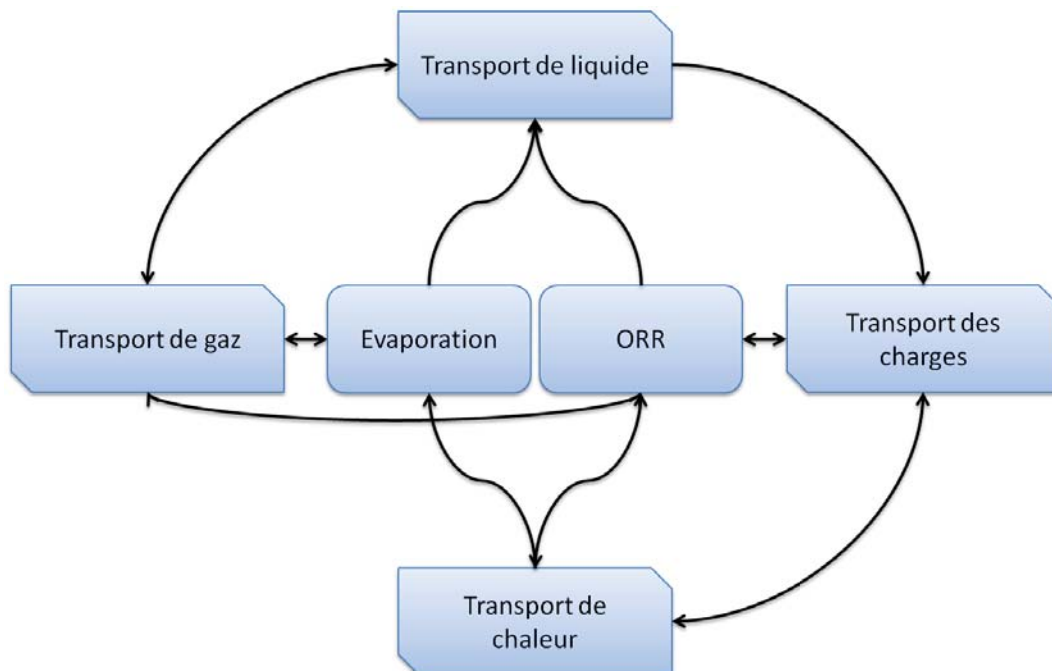 Transport de liquide
Transport de gaz
Evaporation
ORR
Transport des
charges
Transport de
chaleur